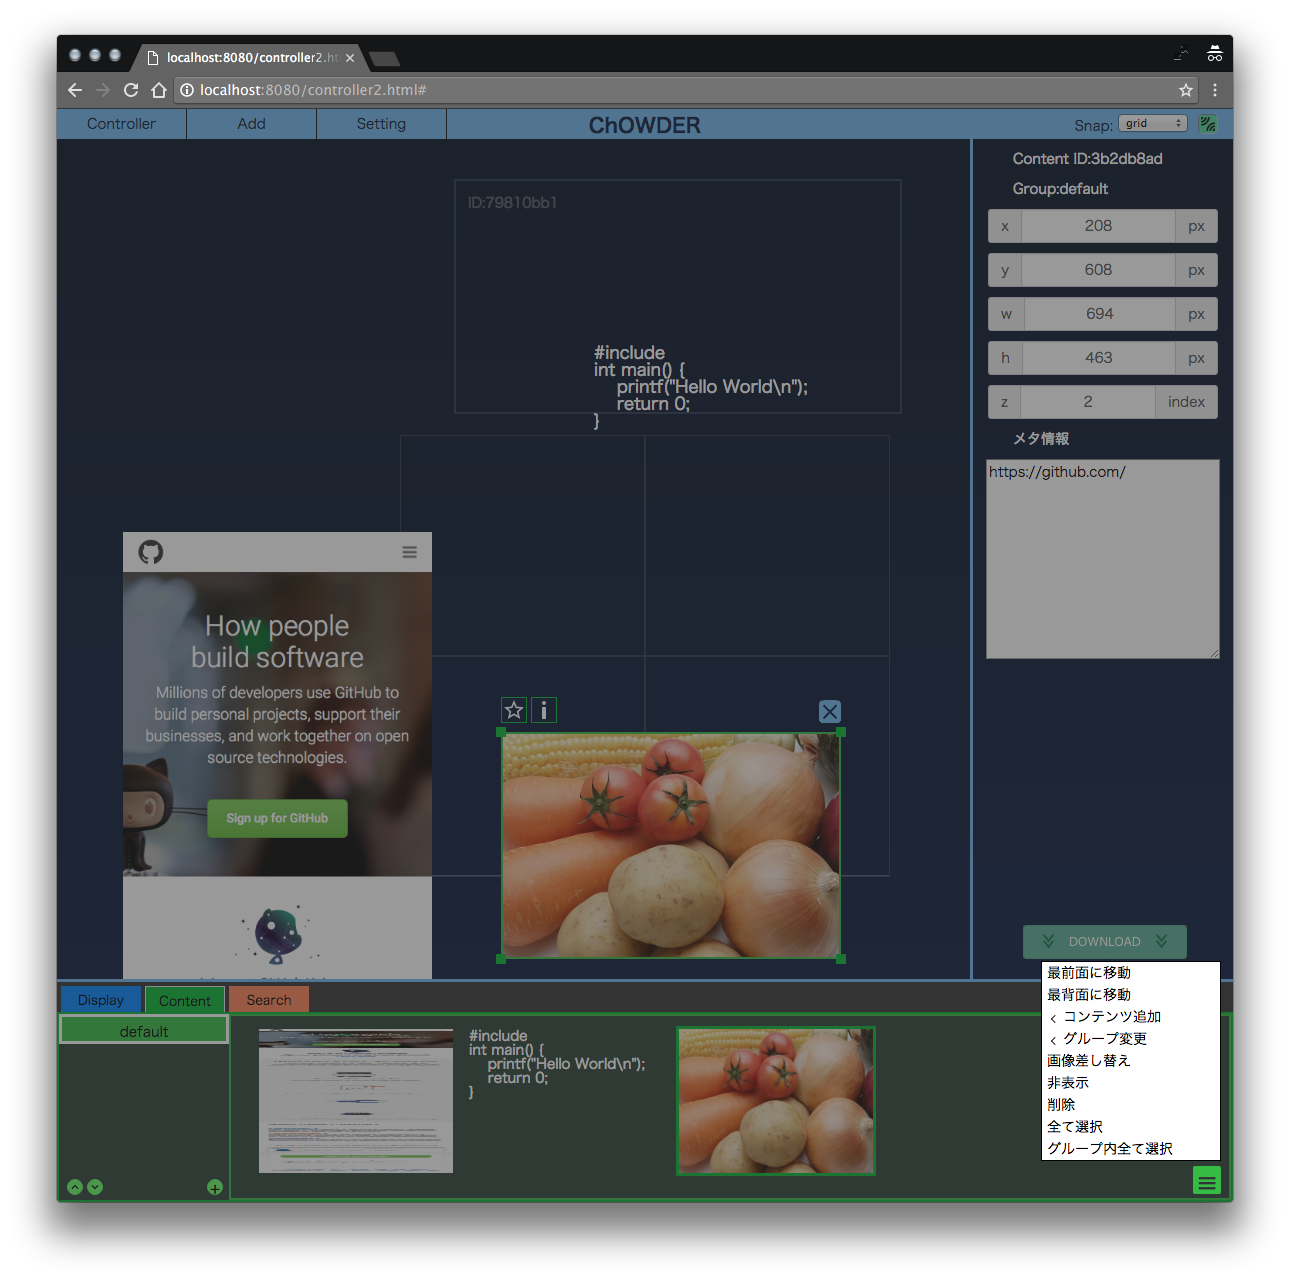 localhost:8080/controller2.ht
localhost:8080/controller2.html#
Controller
Add
Setting
ChOWDER
Snap:
grid
ID:79810bb1
#include
int main() {
printf("Hello World\n");
return 0;
}
How people
build software
Millions of developers use GitHub to
build personal projects, support their
businesses, and work together on open
source technologies.
Sign up for GitHub
Content ID:3b2db8ad
Group:default
x 208 px
y 608 px
w 694 px
h 463 px
z 2 index
メタ情報
https://github.com/
DOWNLOAD
Display
Content
Search
default
#include
int main() {
printf("Hello World\n");
return 0;
}
最前面に移動
最背面に移動
< コンテンツ追加
< グループ変更
画像差し替え
非表示
削除
全て選択
グループ内全て選択